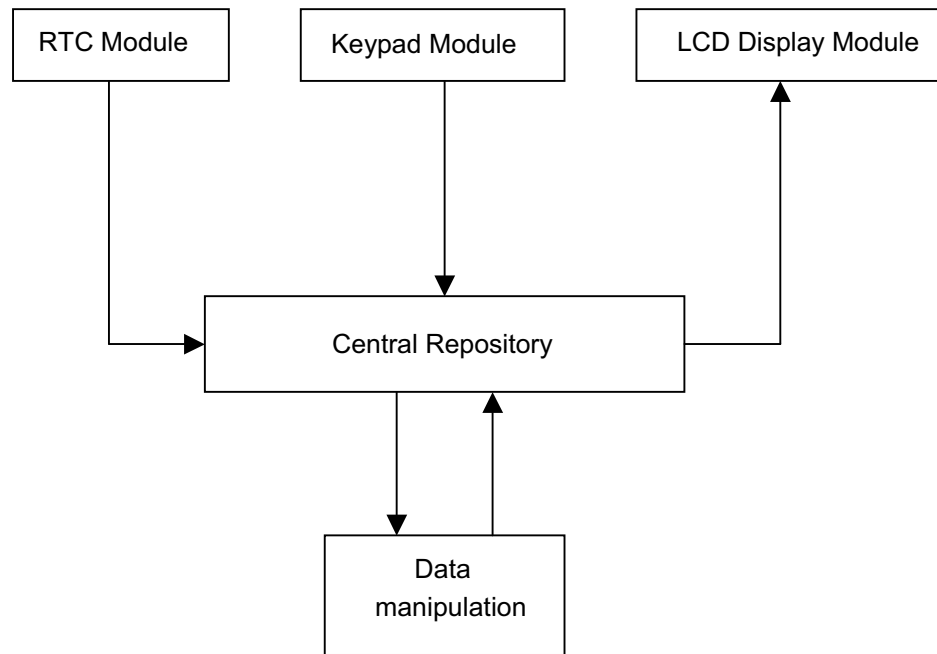 RTC Module
Keypad Module
LCD Display Module
Central Repository
Data
manipulation